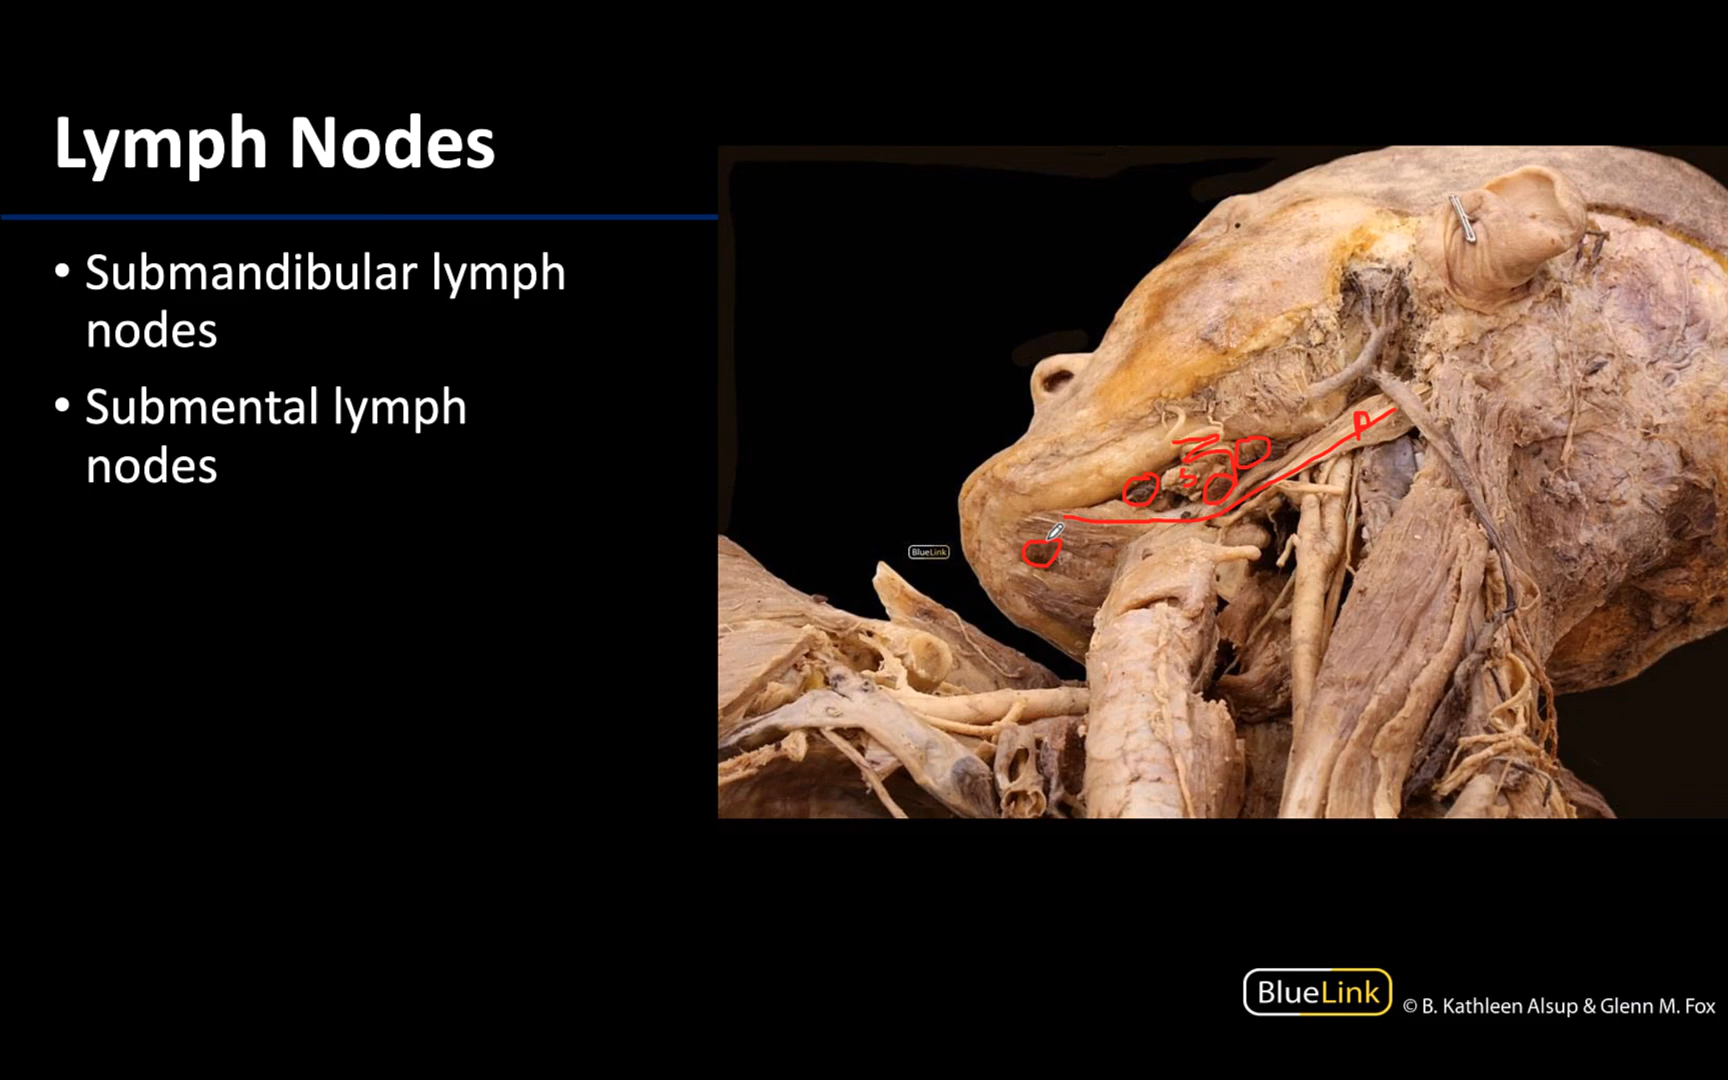 Lymph Nodes
• Submandibular lymph
nodes
• Submental lymph
nodes
BlueLink
BlueLink
© B. Kathleen Alsup & Glenn M. Fox